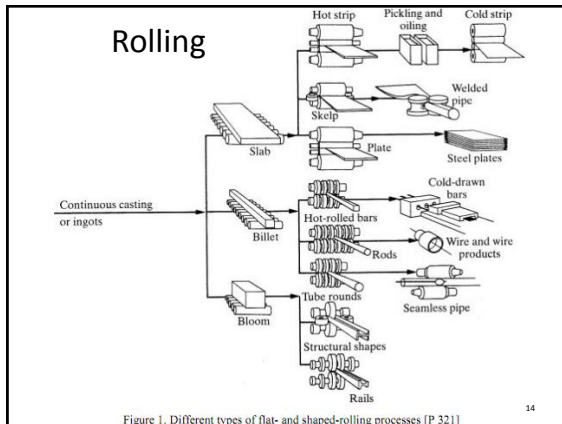 Rolling
Hot strip
Pickling and
oiling
Cold strip
Skelp
Welded
pipe
Slab
Plate
Steel plates
Continuous casting
or ingots
Billet
Hot-rolled bars
Cold-drawn
bars
Rods
Wire and wire
products
Tube rounds
Seamless pipe
Bloom
Structural shapes
Rails
Figure 1. Different types of flat- and shaped-rolling processes [P 321]
14